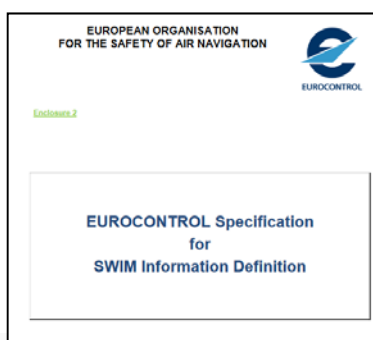 EUROPEAN ORGANISATION
FOR THE SAFETY OF AIR NAVIGATION
EUROCONTROL
Enclosure 2
EUROCONTROL Specification
for
SWIM Information Definition